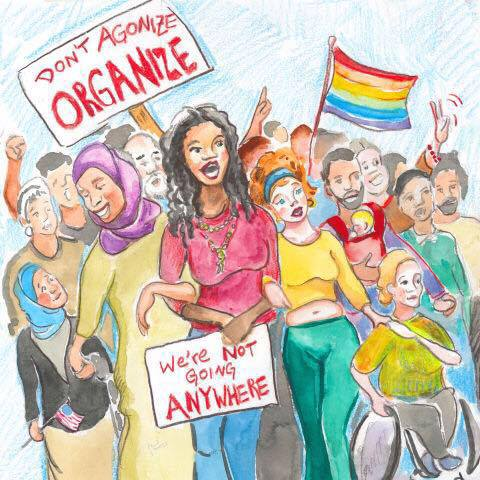 DON'T AGONIZE
ORGANIZE
We're NOT
GOING
ANYWHERE